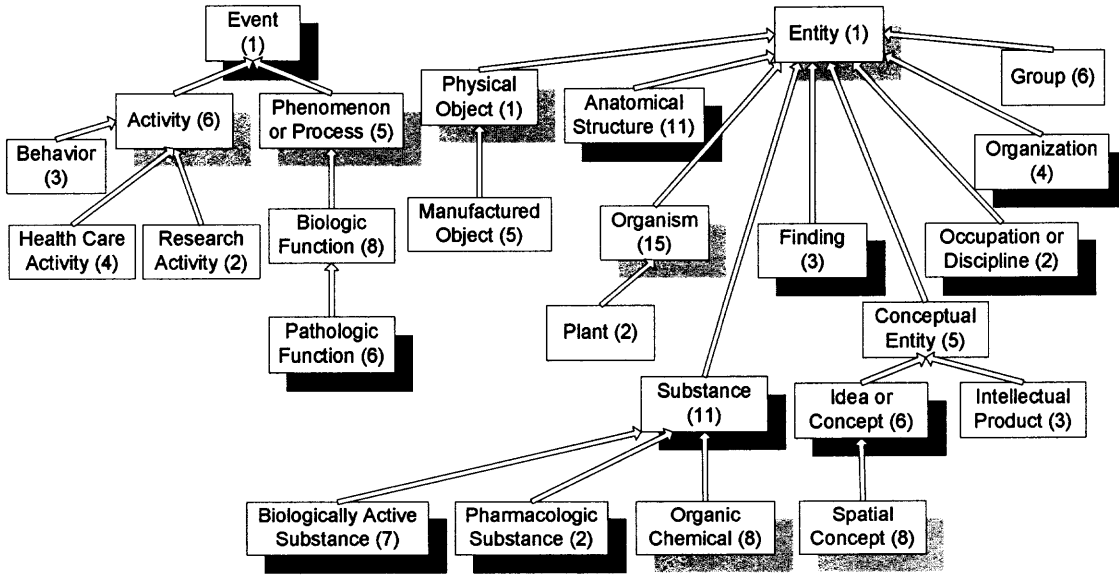 Event
(1)
Entity (1)
Activity (6)
Phenomenon
or Process (5)
Physical
Object (1)
Anatomical
Structure (11)
Group (6)
Behavior
(3)
Organization
(4)
Health Care
Activity (4)
Research
Activity (2)
Biologic
Function (8)
Manufactured
Object (5)
Organism
(15)
Finding
(3)
Occupation or
Discipline (2)
Pathologic
Function (6)
Plant (2)
Conceptual
Entity (5)
Substance
(11)
Idea or
Concept (6)
Intellectual
Product (3)
Biologically Active
Substance (7)
Pharmacologic
Substance (2)
Organic
Chemical (8)
Spatial
Concept (8)